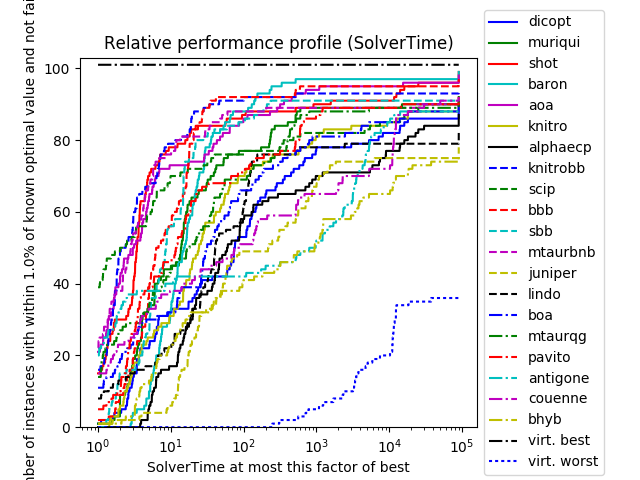 Relative performance profile (SolverTime)
of instances with within 1.0% of known optimal value and not
100
80
60
40
20
0
10^0
10^1
10^2
10^3
10^4
10^5
SolverTime at most this factor of best
dicopt
muriqui
shot
baron
aoa
knitro
alphaecp
knitrobb
scip
bbb
sbb
mtaurbnb
juniper
lindo
boa
mtaurqg
pavito
antigone
couenne
bhyb
virt. best
virt. worst